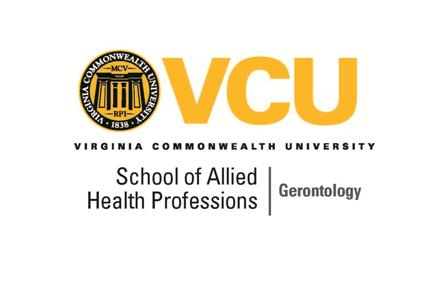 VIRGINIA COMMONWEALTH UNIVERSITY
MCV
RPI
· 1838 ·
VCU
VIRGINIA COMMONWEALTH UNIVERSITY
School of Allied
Health Professions
Gerontology